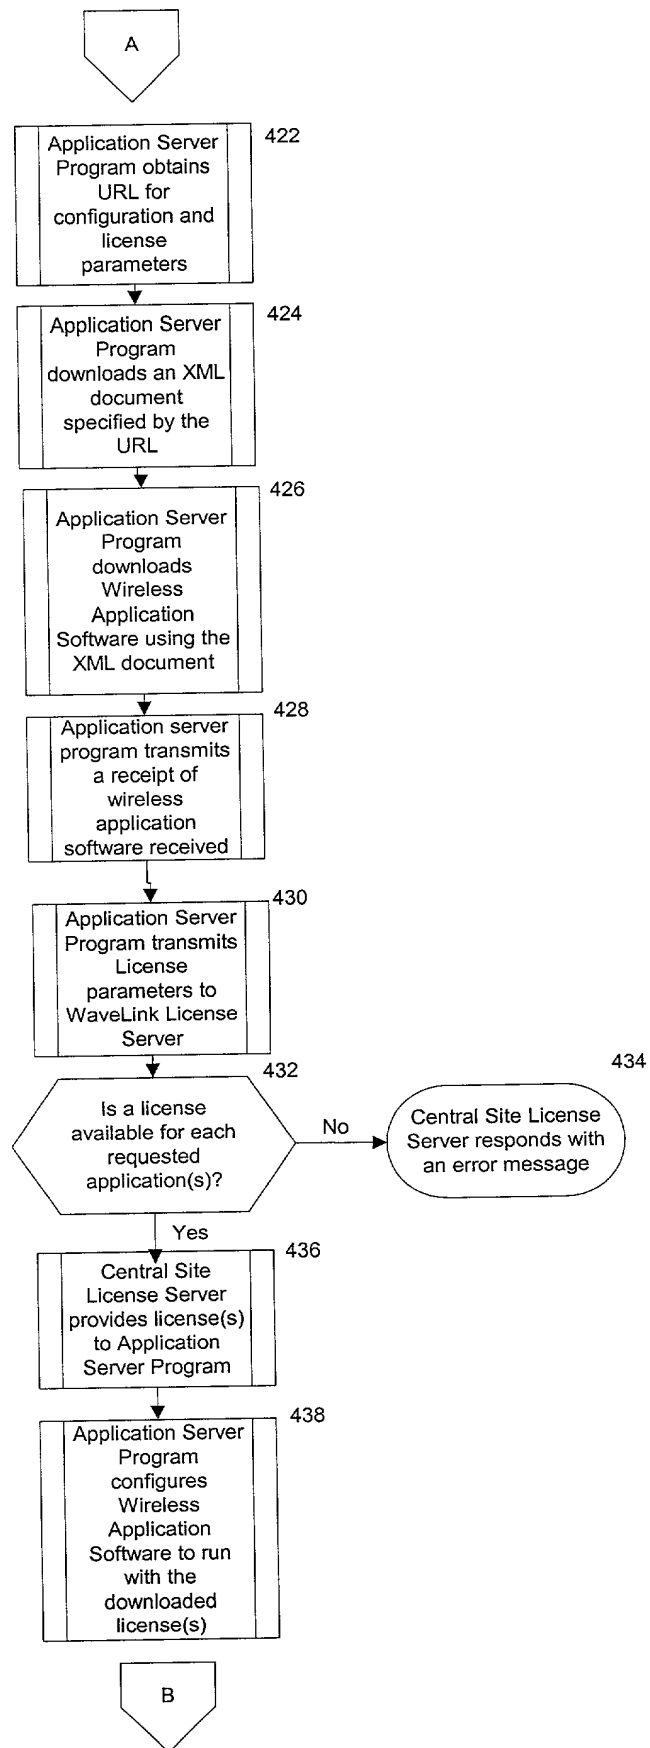 A
422
Application Server
Program obtains
URL for
configuration and
license
parameters
424
Application Server
Program
downloads an XML
document
specified by the
URL
426
Application Server
Program
downloads
Wireless
Application
Software using the
XML document
428
Application server
program transmits
a receipt of
wireless
application
software received
430
Application Server
Program transmits
License
parameters to
WaveLink License
Server
432
Is a license
available for each
requested
application(s)?
No
434
Central Site License
Server responds with
an error message
Yes
436
Central Site
License Server
provides license(s)
to Application
Server Program
438
Application Server
Program
configures
Wireless
Application
Software to run
with the
downloaded
license(s)
B